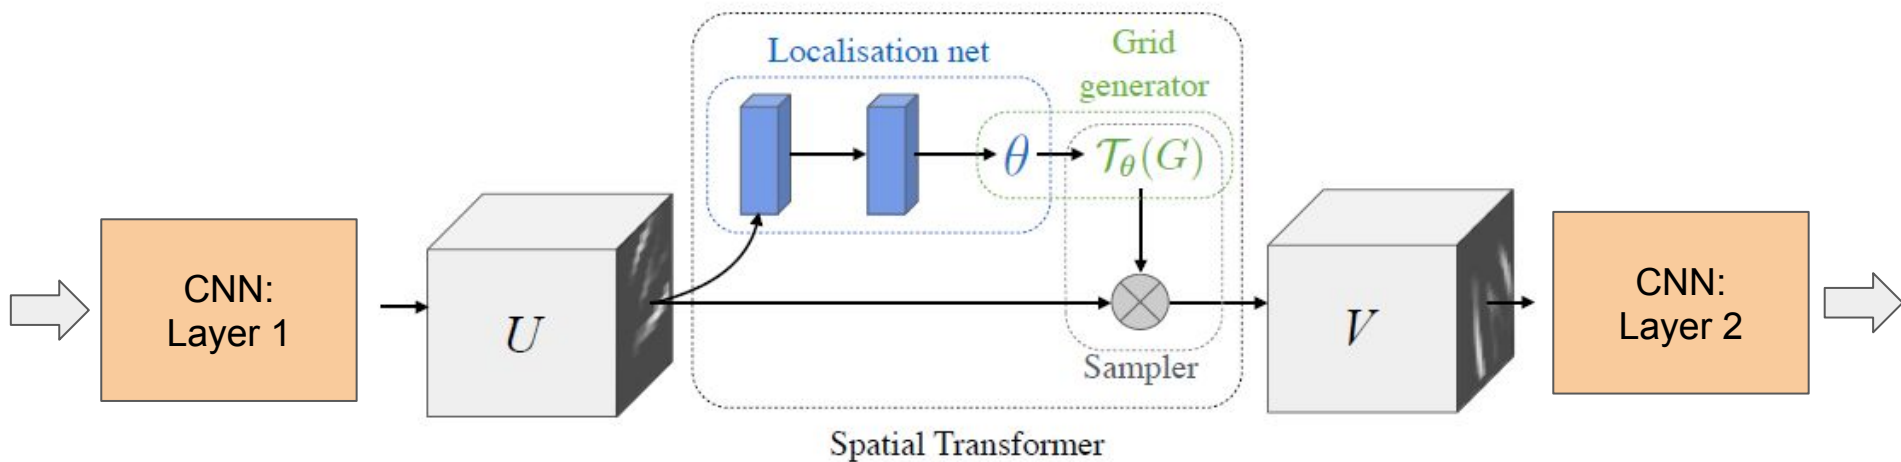 Localisation net
Grid
generator
θ
𝒯θ(G)
CNN:
Layer 1
U
V
CNN:
Layer 2
Sampler
Spatial Transformer